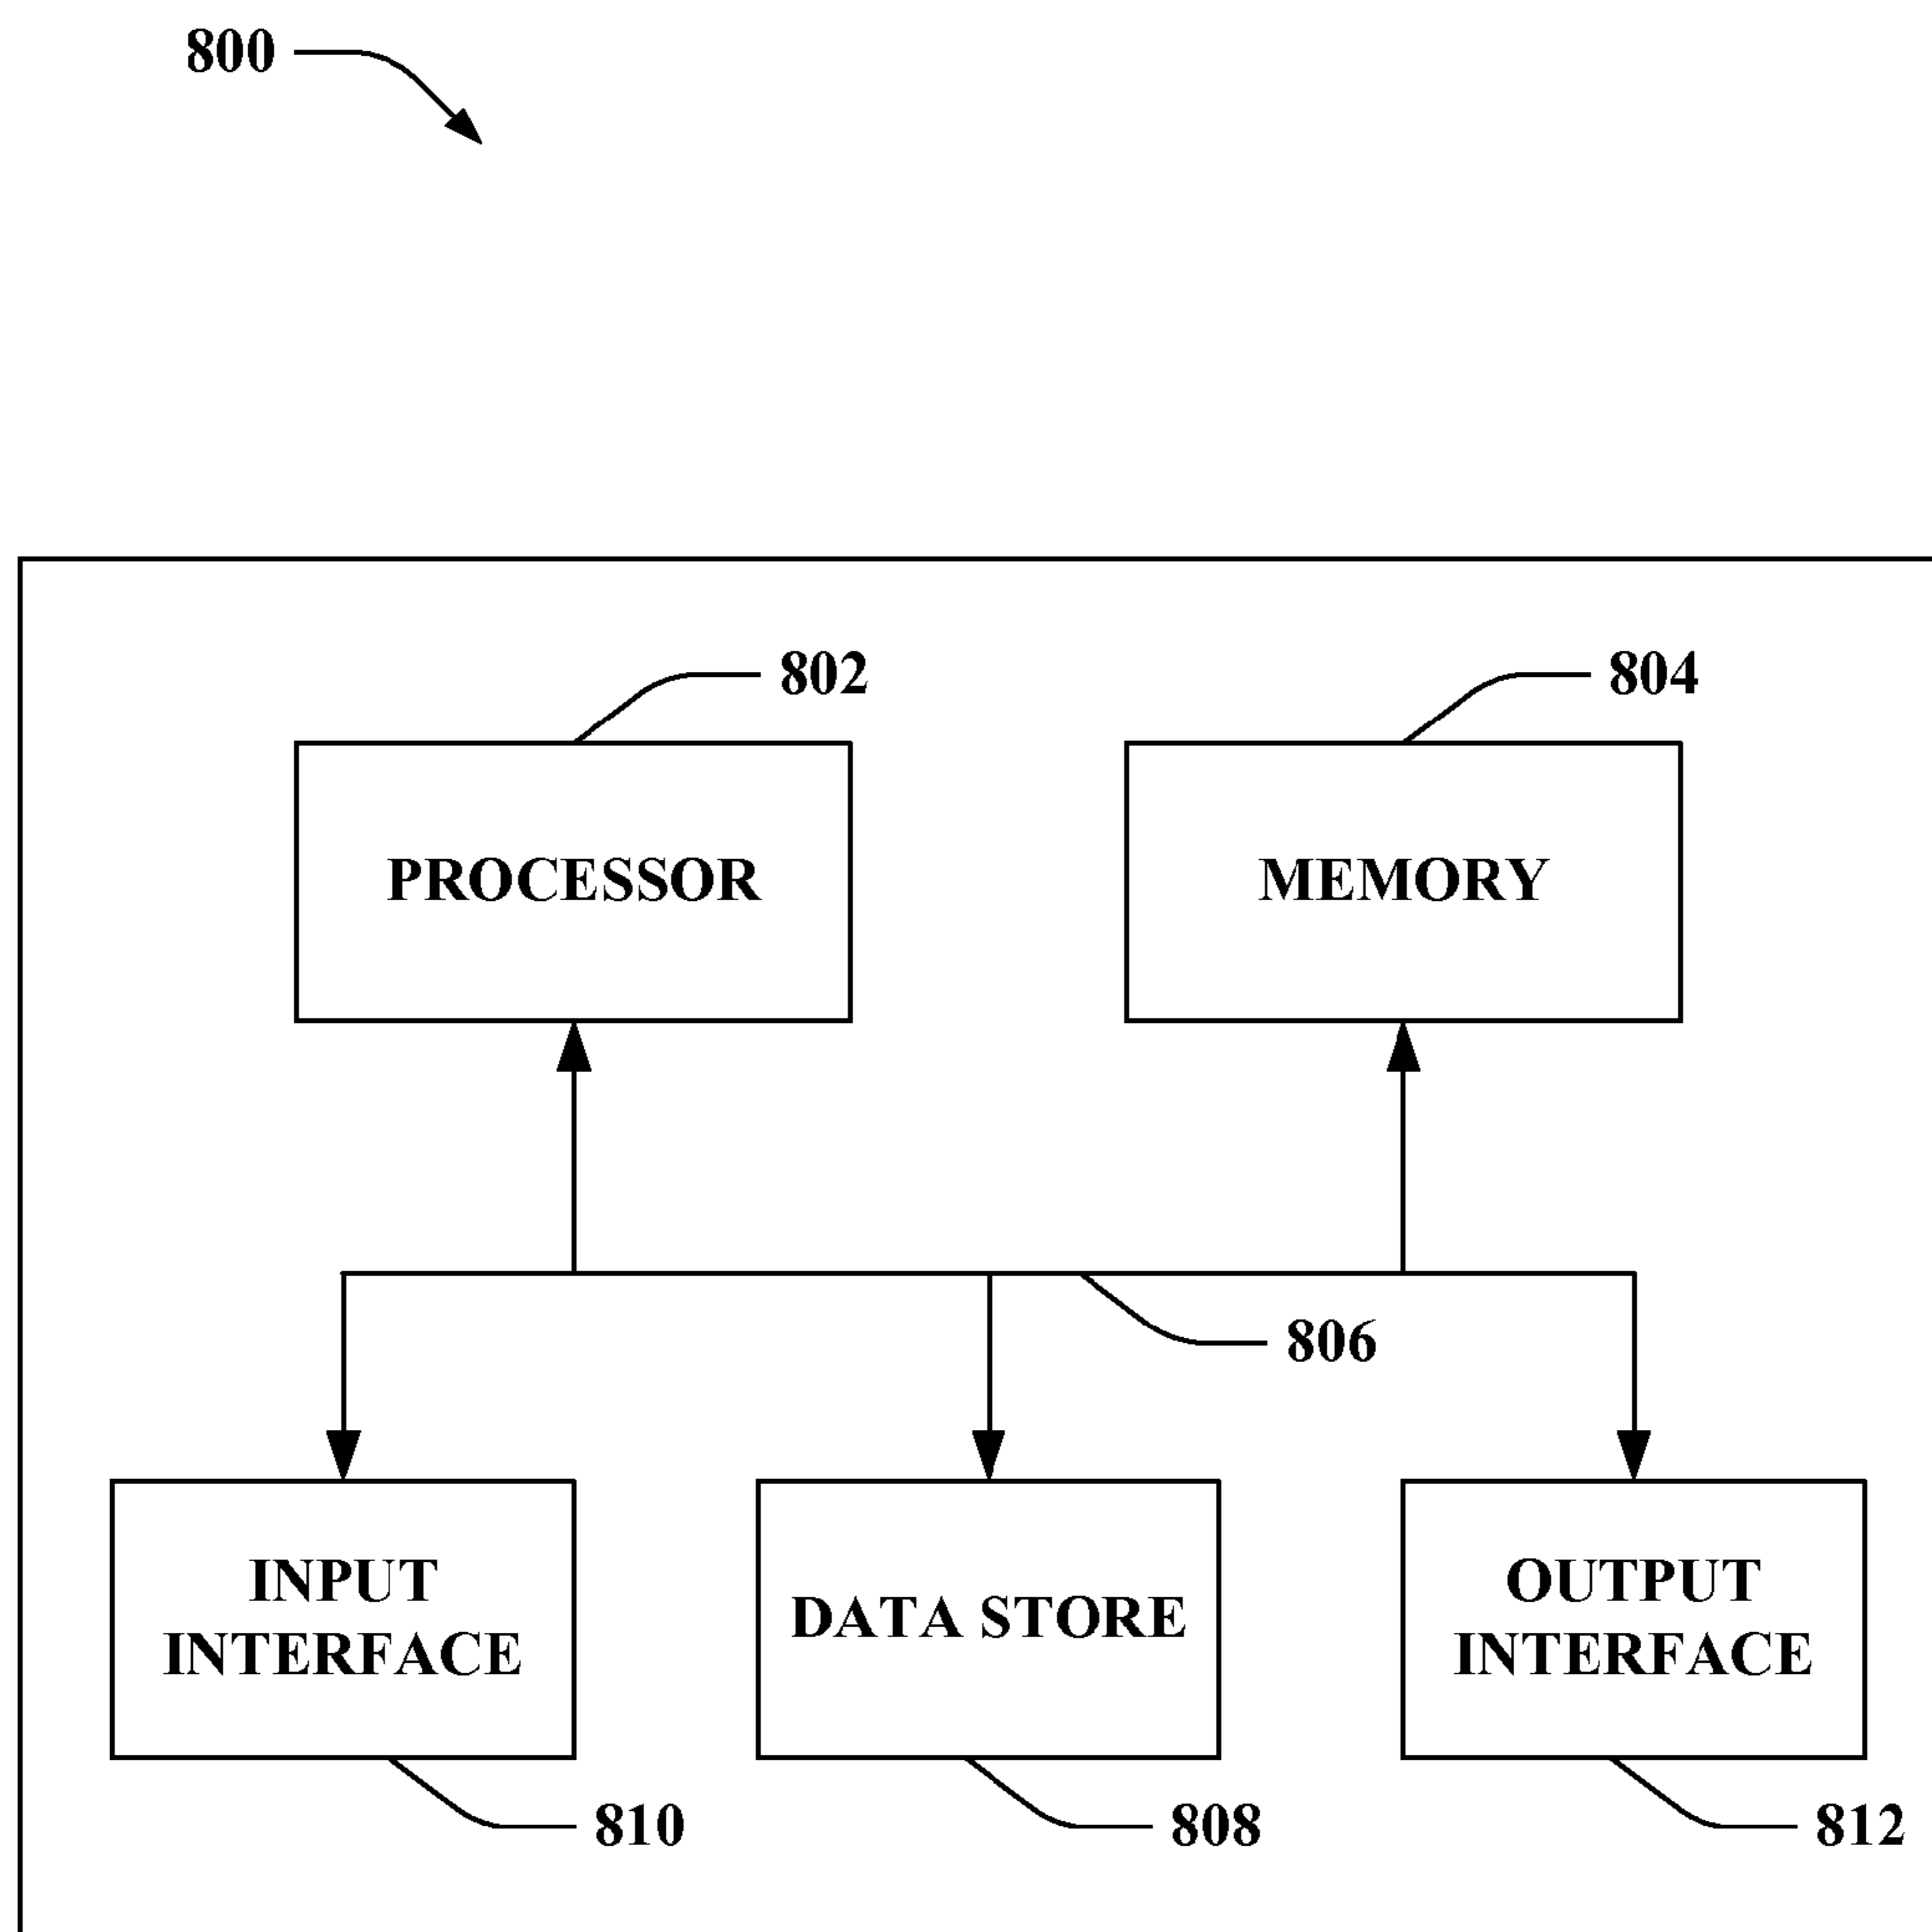 800
802
804
PROCESSOR
MEMORY
806
INPUT
INTERFACE
DATA STORE
OUTPUT
INTERFACE
810
808
812